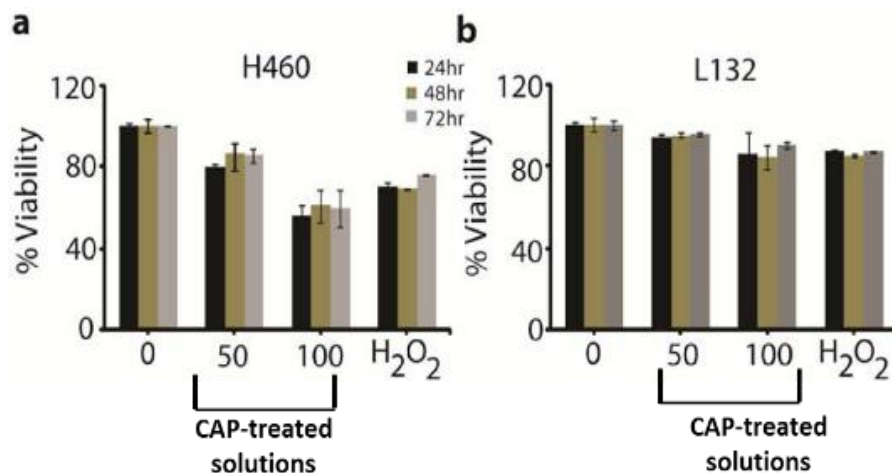 a
H460
24hr
48hr
72hr
% Viability
120
80
40
0
0 50 100 H₂O₂
CAP-treated
solutions
b
L132
% Viability
120
80
40
0
0 50 100 H₂O₂
CAP-treated
solutions